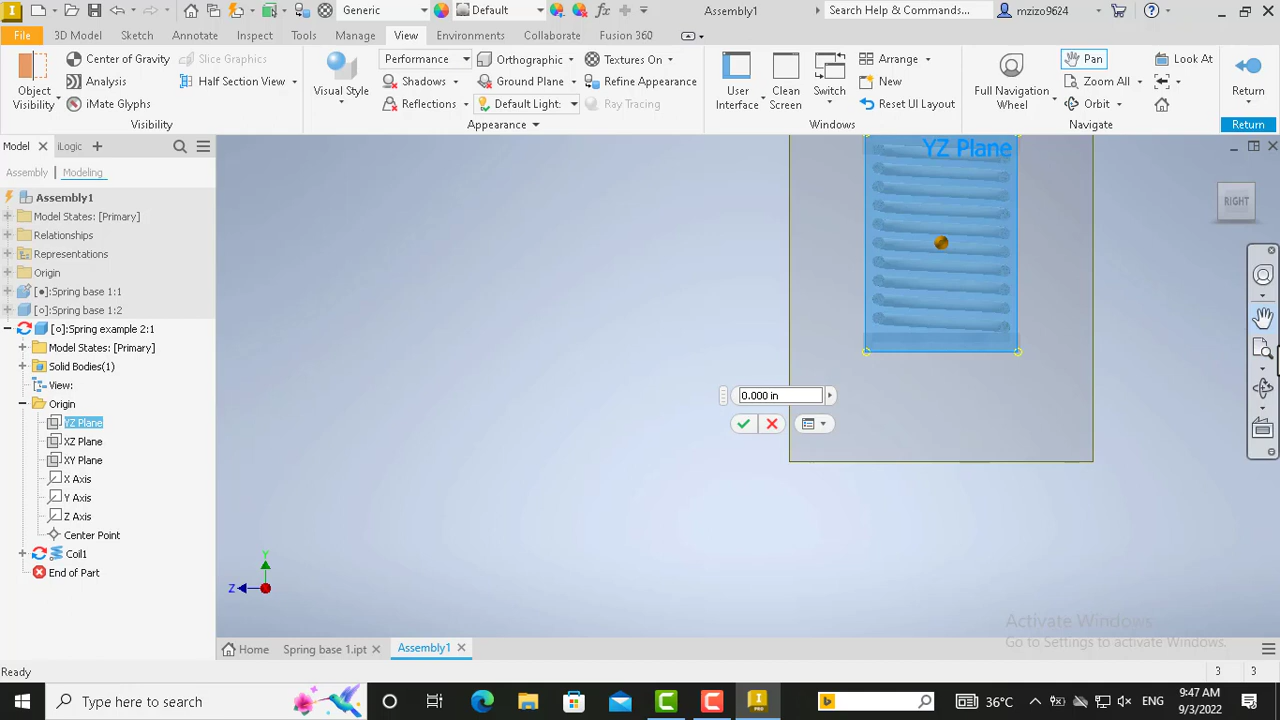 Generic
Default
Assembly1
Search Help & Commands...
mzizo9624
File
3D Model
Sketch
Annotate
Inspect
Tools
Manage
View
Environments
Collaborate
Fusion 360
Object Visibility
Center of Gravity
Analysis
iMate Glyphs
Slice Graphics
Half Section View
Visibility
Visual Style
Performance
Shadows
Reflections
Orthographic
Ground Plane
Default Light:
Textures On
Refine Appearance
Ray Tracing
Appearance
User Interface
Clean Screen
Switch
Arrange
New
Reset UI Layout
Windows
Full Navigation Wheel
Pan
Zoom All
Orbit
Look At
Navigate
Return
Return
Model
iLogic
Assembly
Modeling
Assembly1
Model States: [Primary]
Relationships
Representations
Origin
[•]:Spring base 1:1
[○]:Spring base 1:2
[○]:Spring example 2:1
Model States: [Primary]
Solid Bodies(1)
View:
Origin
YZ Plane
XZ Plane
XY Plane
X Axis
Y Axis
Z Axis
Center Point
Coil1
End of Part
YZ Plane
RIGHT
0.000 in
Y
Z
Activate Windows
Go to Settings to activate Windows.
Home
Spring base 1.ipt
Assembly1
Ready
3
3
Type here to search
36°C
ENG
9:47 AM
9/3/2022